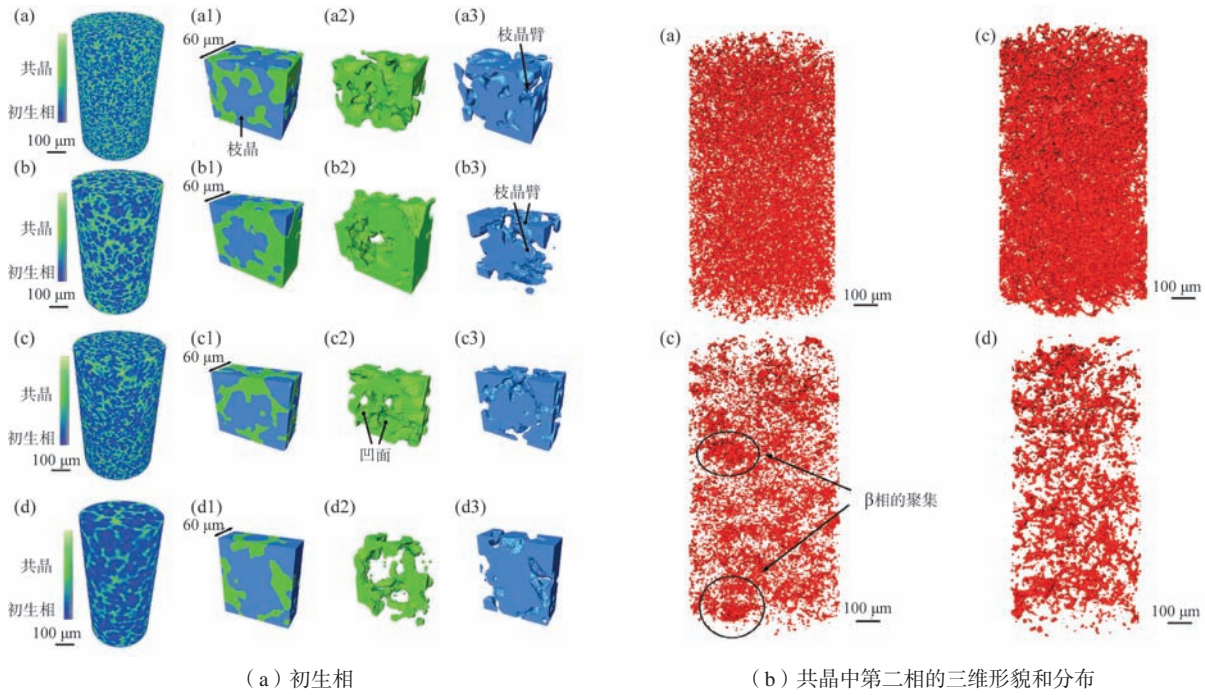 (a)
共晶
初生相
100 μm
(a1)
60 μm
枝晶
(a2)
(a3)
枝晶臂
(b)
共晶
初生相
100 μm
(b1)
60 μm
(b2)
(b3)
枝晶臂
(c)
共晶
初生相
100 μm
(c1)
60 μm
(c2)
凹面
(c3)
(d)
共晶
初生相
100 μm
(d1)
60 μm
(d2)
(d3)
(a)初生相
(a)
100 μm
(c)
100 μm
(c)
β相的聚集
100 μm
(d)
100 μm
(b)共晶中第二相的三维形貌和分布